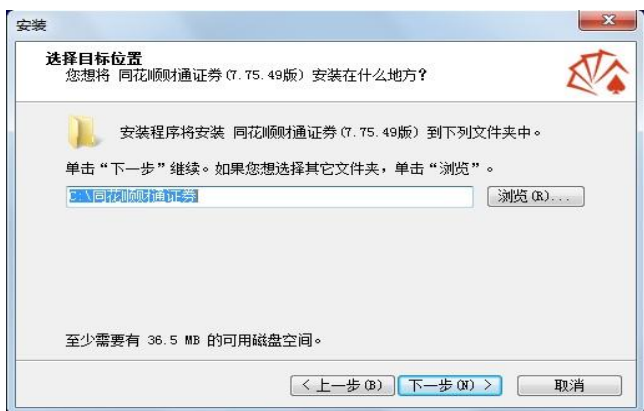 安装
选择目标位置
您想将 同花顺财通证券(7.75.49版) 安装在什么地方?
安装程序将安装 同花顺财通证券(7.75.49版) 到下列文件夹中。
单击“下一步”继续。如果您想选择其它文件夹，单击“浏览”。
C:\同花顺财通证券
浏览(R)...
至少需要有 36.5 MB 的可用磁盘空间。
< 上一步(B)
下一步(N) >
取消